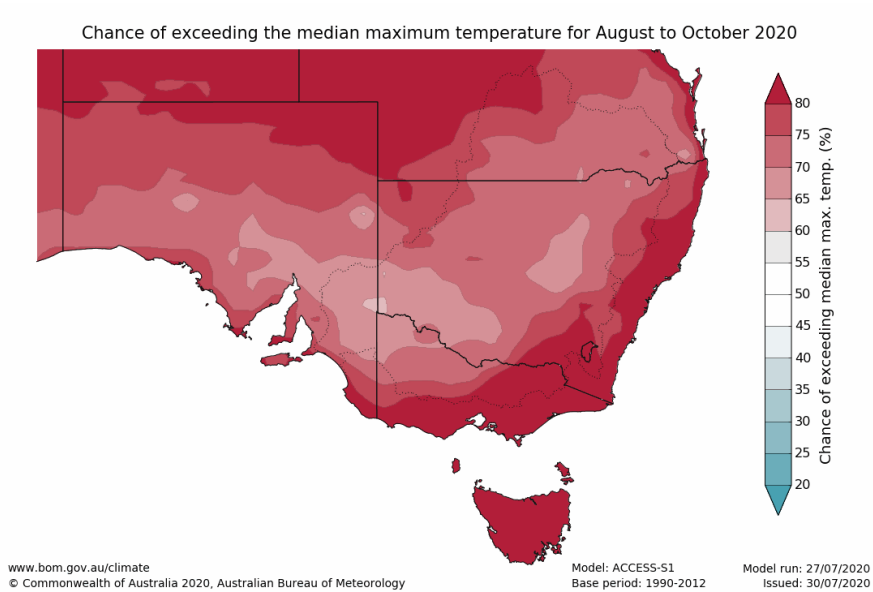 Chance of exceeding the median maximum temperature for August to October 2020
80
75
70
65
60
55
50
45
40
35
30
25
20
Chance of exceeding median max. temp. (%)
www.bom.gov.au/climate
© Commonwealth of Australia 2020, Australian Bureau of Meteorology
Model: ACCESS-S1
Base period: 1990-2012
Model run: 27/07/2020
Issued: 30/07/2020